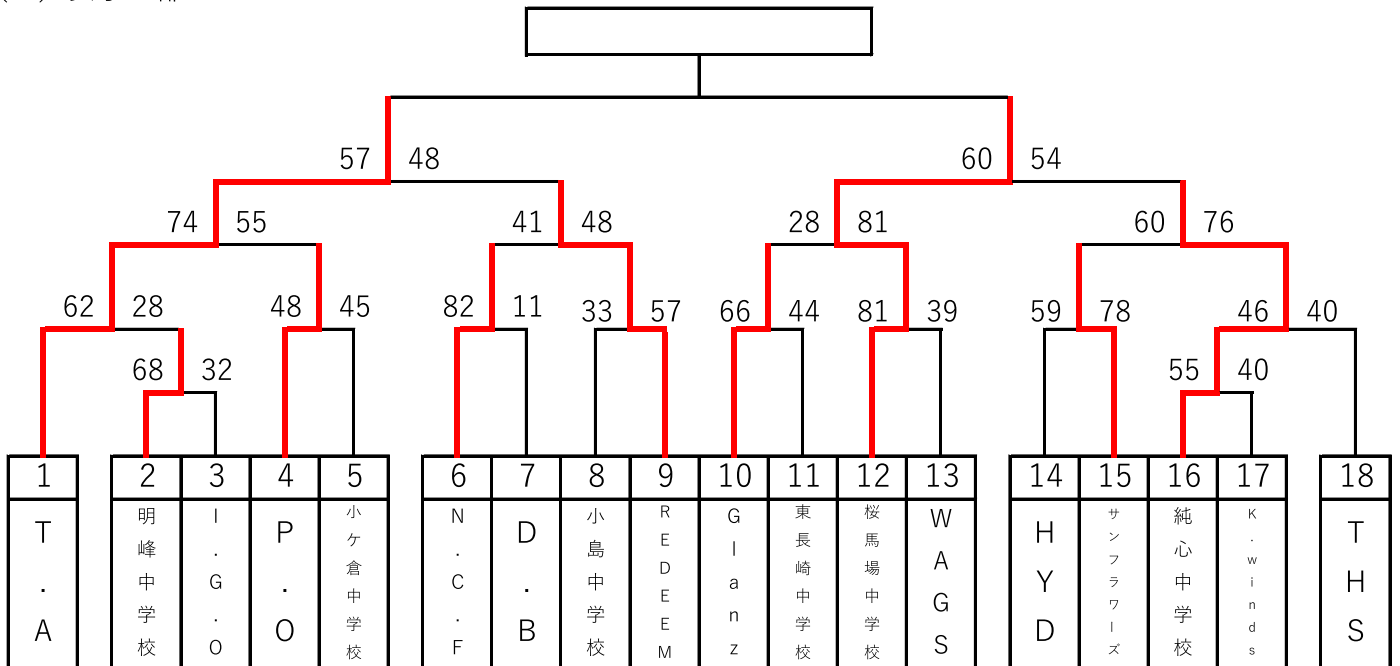 57 48 60 54
74 55 41 48 28 81 60 76
62 28 48 45 82 11 33 57 66 44 81 39 59 78 46 40
68 32 55 40
1 2 3 4 5 6 7 8 9 10 11 12 13 14 15 16 17 18
T.A
明峰中学校
I.G.O
P.O
小ケ倉中学校
N.C.F
D.B
小島中学校
REDEEM
Glanz
東長崎中学校
桜馬場中学校
WAGS
HYD
サンフラワーズ
純心中学校
K.winds
THS